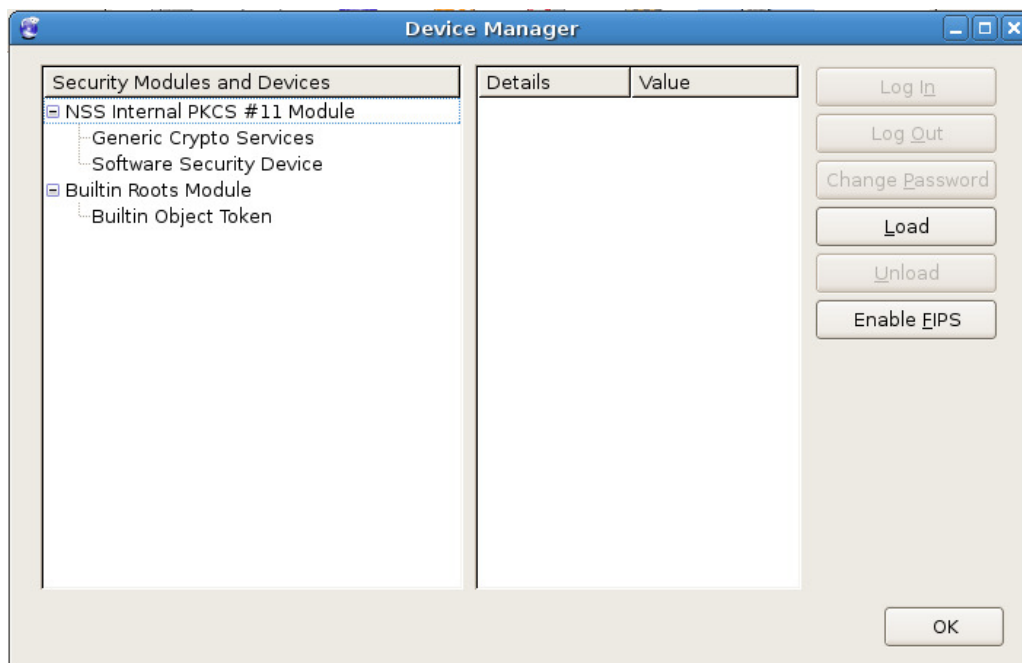 Device Manager
Security Modules and Devices
NSS Internal PKCS #11 Module
Generic Crypto Services
Software Security Device
Builtin Roots Module
Builtin Object Token
Details Value
Log In
Log Out
Change Password
Load
Unload
Enable FIPS
OK